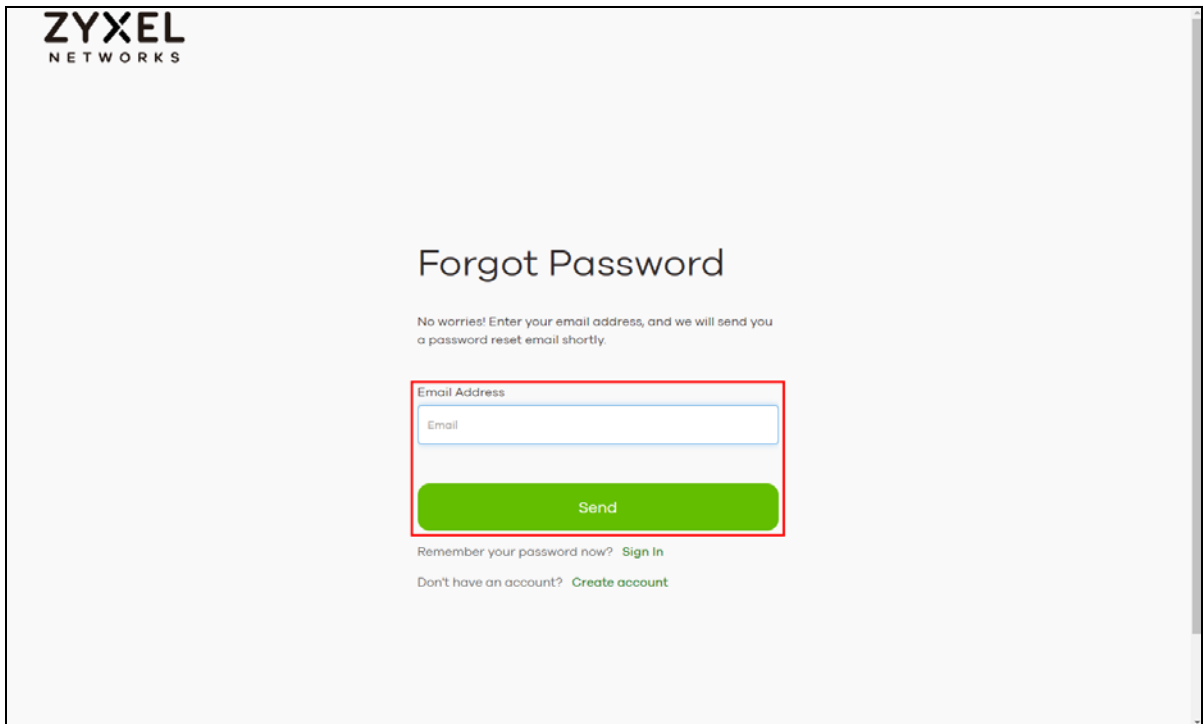 ZYXEL
NETWORKS
Forgot Password
No worries! Enter your email address, and we will send you
a password reset email shortly.
Email Address
Email
Send
Remember your password now? Sign In
Don't have an account? Create account